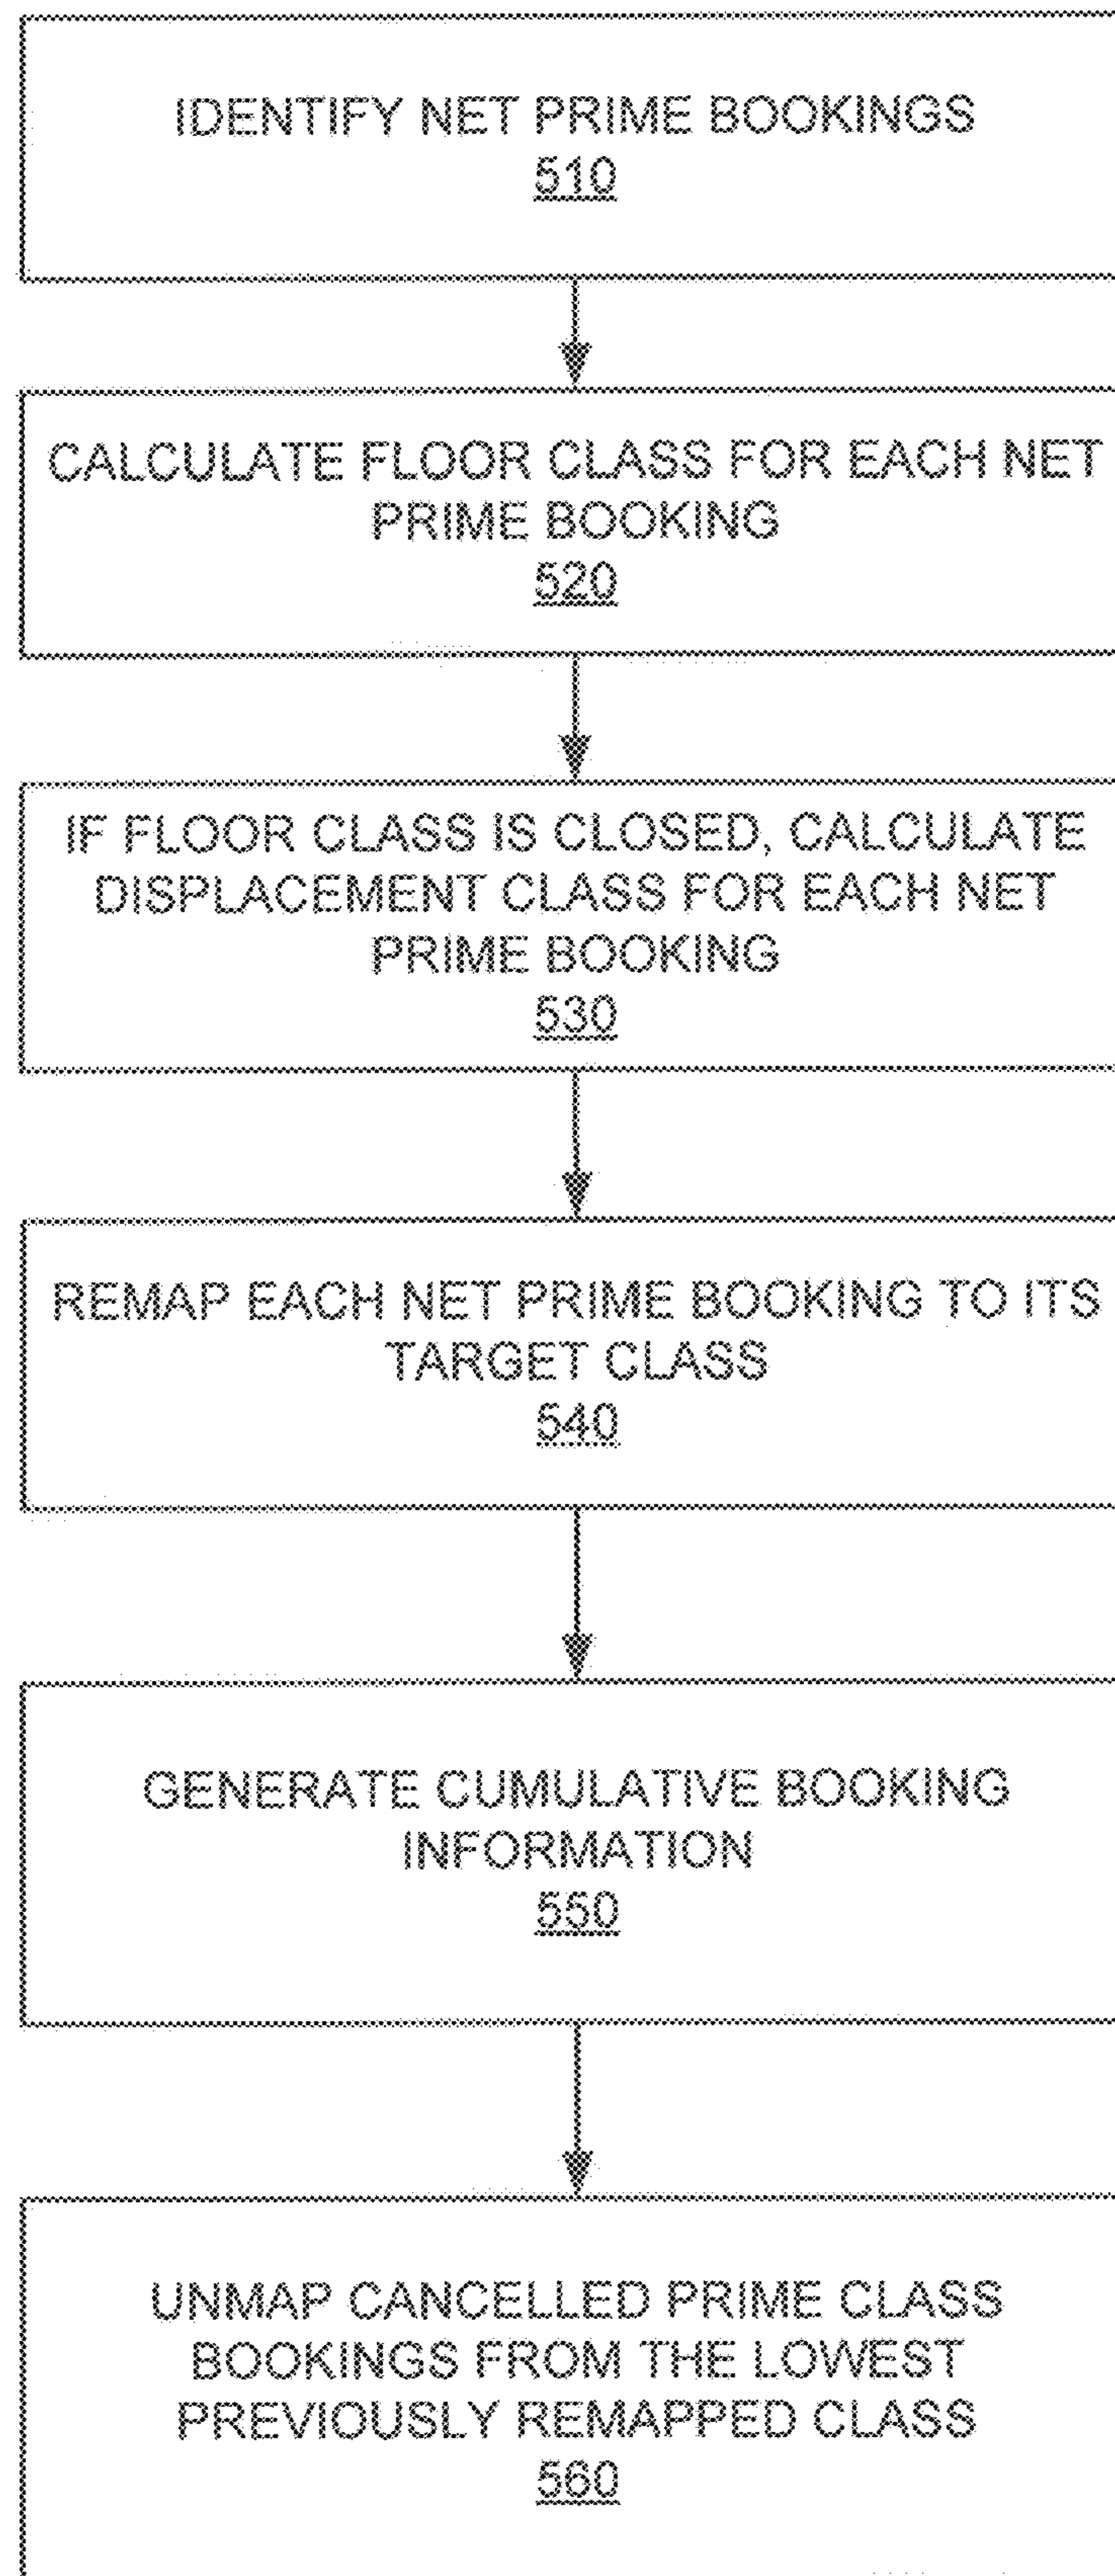 IDENTIFY NET PRIME BOOKINGS
510
CALCULATE FLOOR CLASS FOR EACH NET
PRIME BOOKING
520
IF FLOOR CLASS IS CLOSED, CALCULATE
DISPLACEMENT CLASS FOR EACH NET
PRIME BOOKING
530
REMAP EACH NET PRIME BOOKING TO ITS
TARGET CLASS
540
GENERATE CUMULATIVE BOOKING
INFORMATION
550
UNMAP CANCELLED PRIME CLASS
BOOKINGS FROM THE LOWEST
PREVIOUSLY REMAPPED CLASS
560